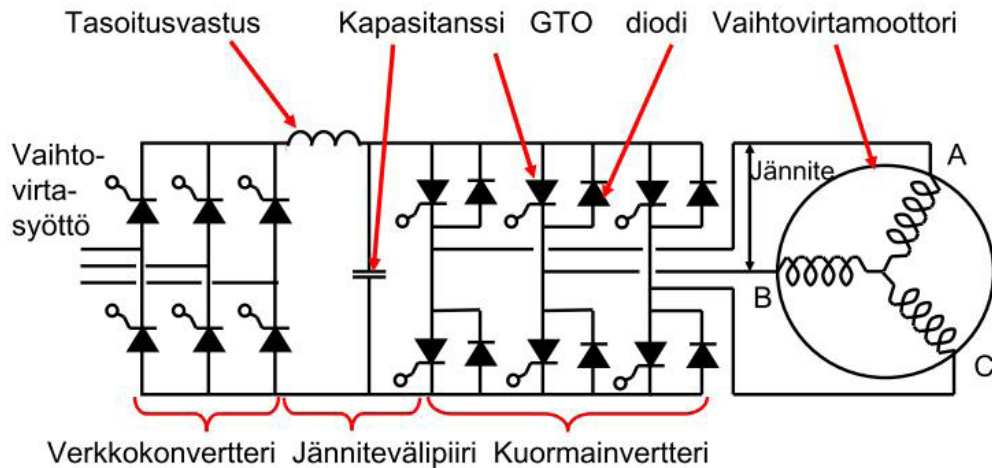 Tasoitusvastus Kapasitanssi GTO diodi Vaihtovirtamoottori
Vaihto-
virta-
syöttö
Jännite
A
B
C
Verkkokonvertteri Jännitevälipiiri Kuormainvertteri